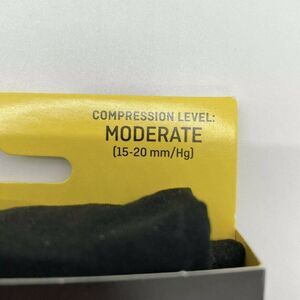 COMPRESSION LEVEL:
MODERATE
(15-20 mm/Hg)